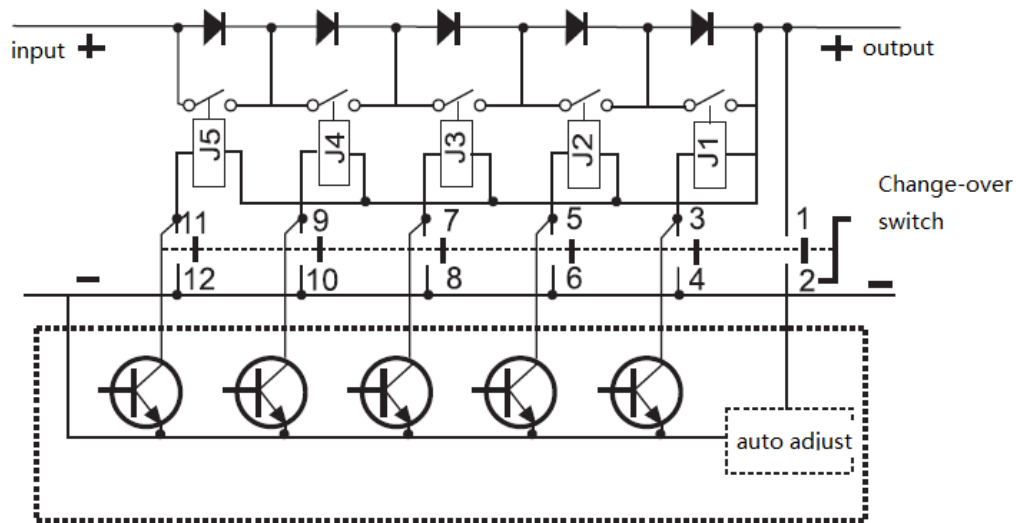 input +
+ output
J5 J4 J3 J2 J1
Change-over
switch
11 9 7 5 3 1
12 10 8 6 4 2
− −
auto adjust